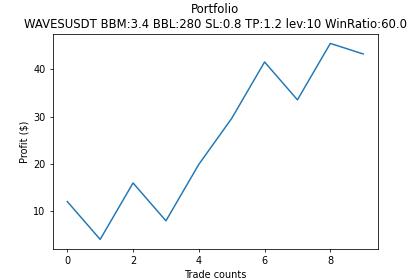 Portfolio
WAVESUSDT BBM:3.4 BBL:280 SL:0.8 TP:1.2 lev:10 WinRatio:60.0
40
30
20
10
Profit ($)
0 2 4 6 8
Trade counts